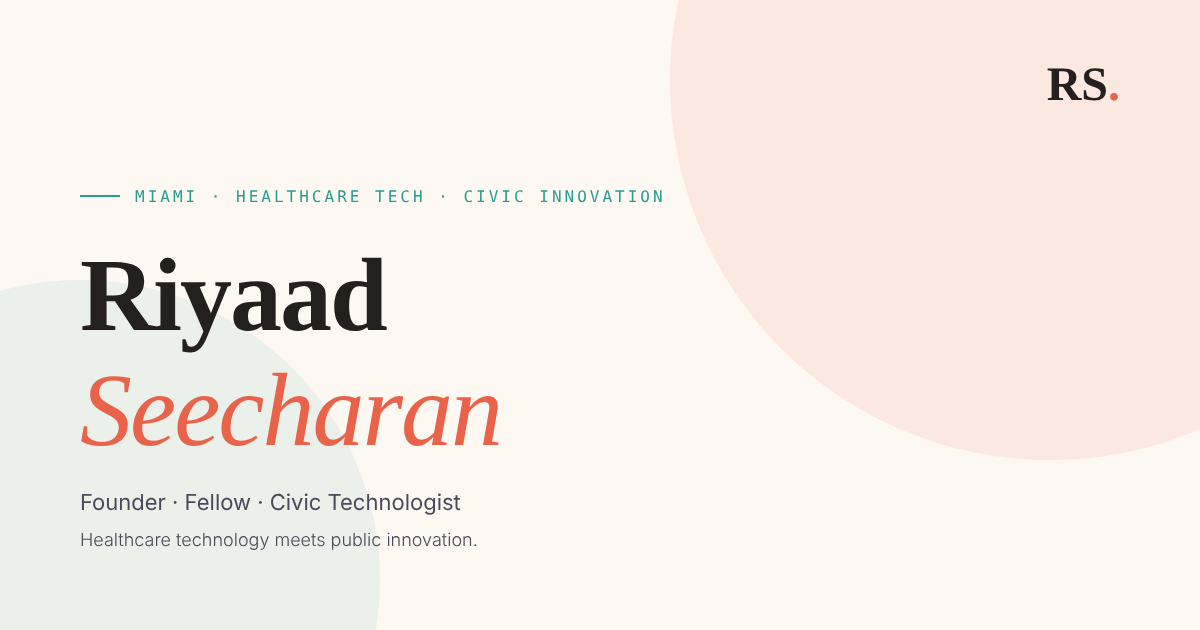 RS.
MIAMI · HEALTHCARE TECH · CIVIC INNOVATION
Riyaad
Seecharan
Founder · Fellow · Civic Technologist
Healthcare technology meets public innovation.